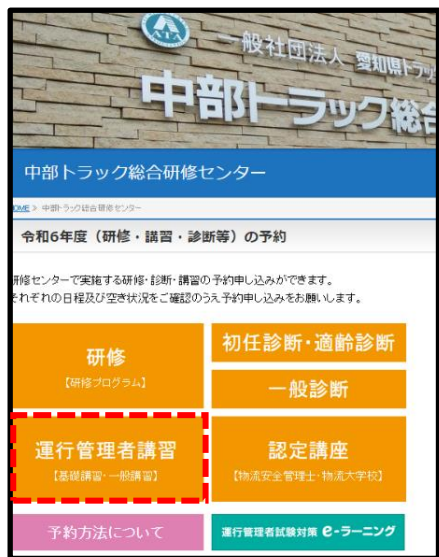 ATA
一般社団法人 愛知県トラッ
中部トラック総合
中部トラック総合研修センター
HOME > 中部トラック総合研修センター
令和6年度（研修・講習・診断等）の予約
研修センターで実施する研修・診断・講習の予約申し込みができます。
それぞれの日程及び空き状況をご確認のうえ予約申し込みをお願いします。
研修
【研修プログラム】
初任診断・適齢診断
一般診断
運行管理者講習
【基礎講習・一般講習】
認定講座
【物流安全管理士・物流大学校】
予約方法について
運行管理者試験対策 e-ラーニング